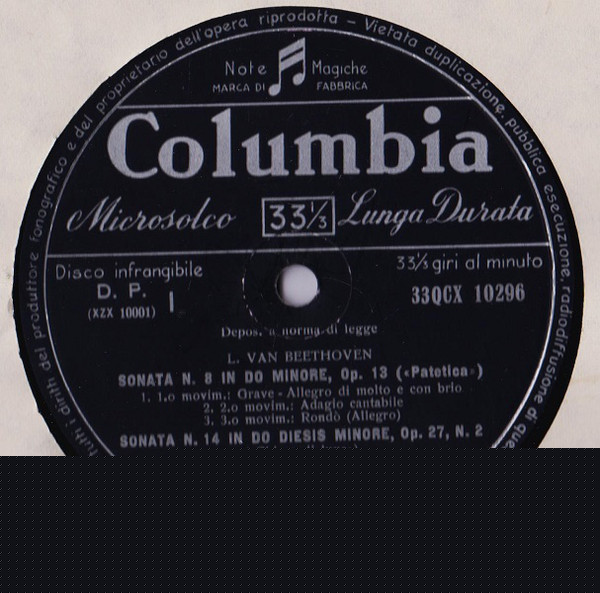 tutti i diritti del produttore fonografico e del proprietario dell'opera riprodotta – Vietata duplicazione, pubblica esecuzione, radiodiffusione di
Note Magiche
MARCA DI FABBRICA
Columbia
Microsolco 33⅓ Lunga Durata
Disco infrangibile 33⅓ giri al minuto
D. P. I 33QCX 10296
(XZX 10001)
Depos. a norma di legge
L. VAN BEETHOVEN
SONATA N. 8 IN DO MINORE, Op. 13 («Patetica»)
1. 1.o movim.: Grave - Allegro di molto e con brio
2. 2.o movim.: Adagio cantabile
3. 3.o movim.: Rondò (Allegro)
SONATA N. 14 IN DO DIESIS MINORE, Op. 27, N. 2